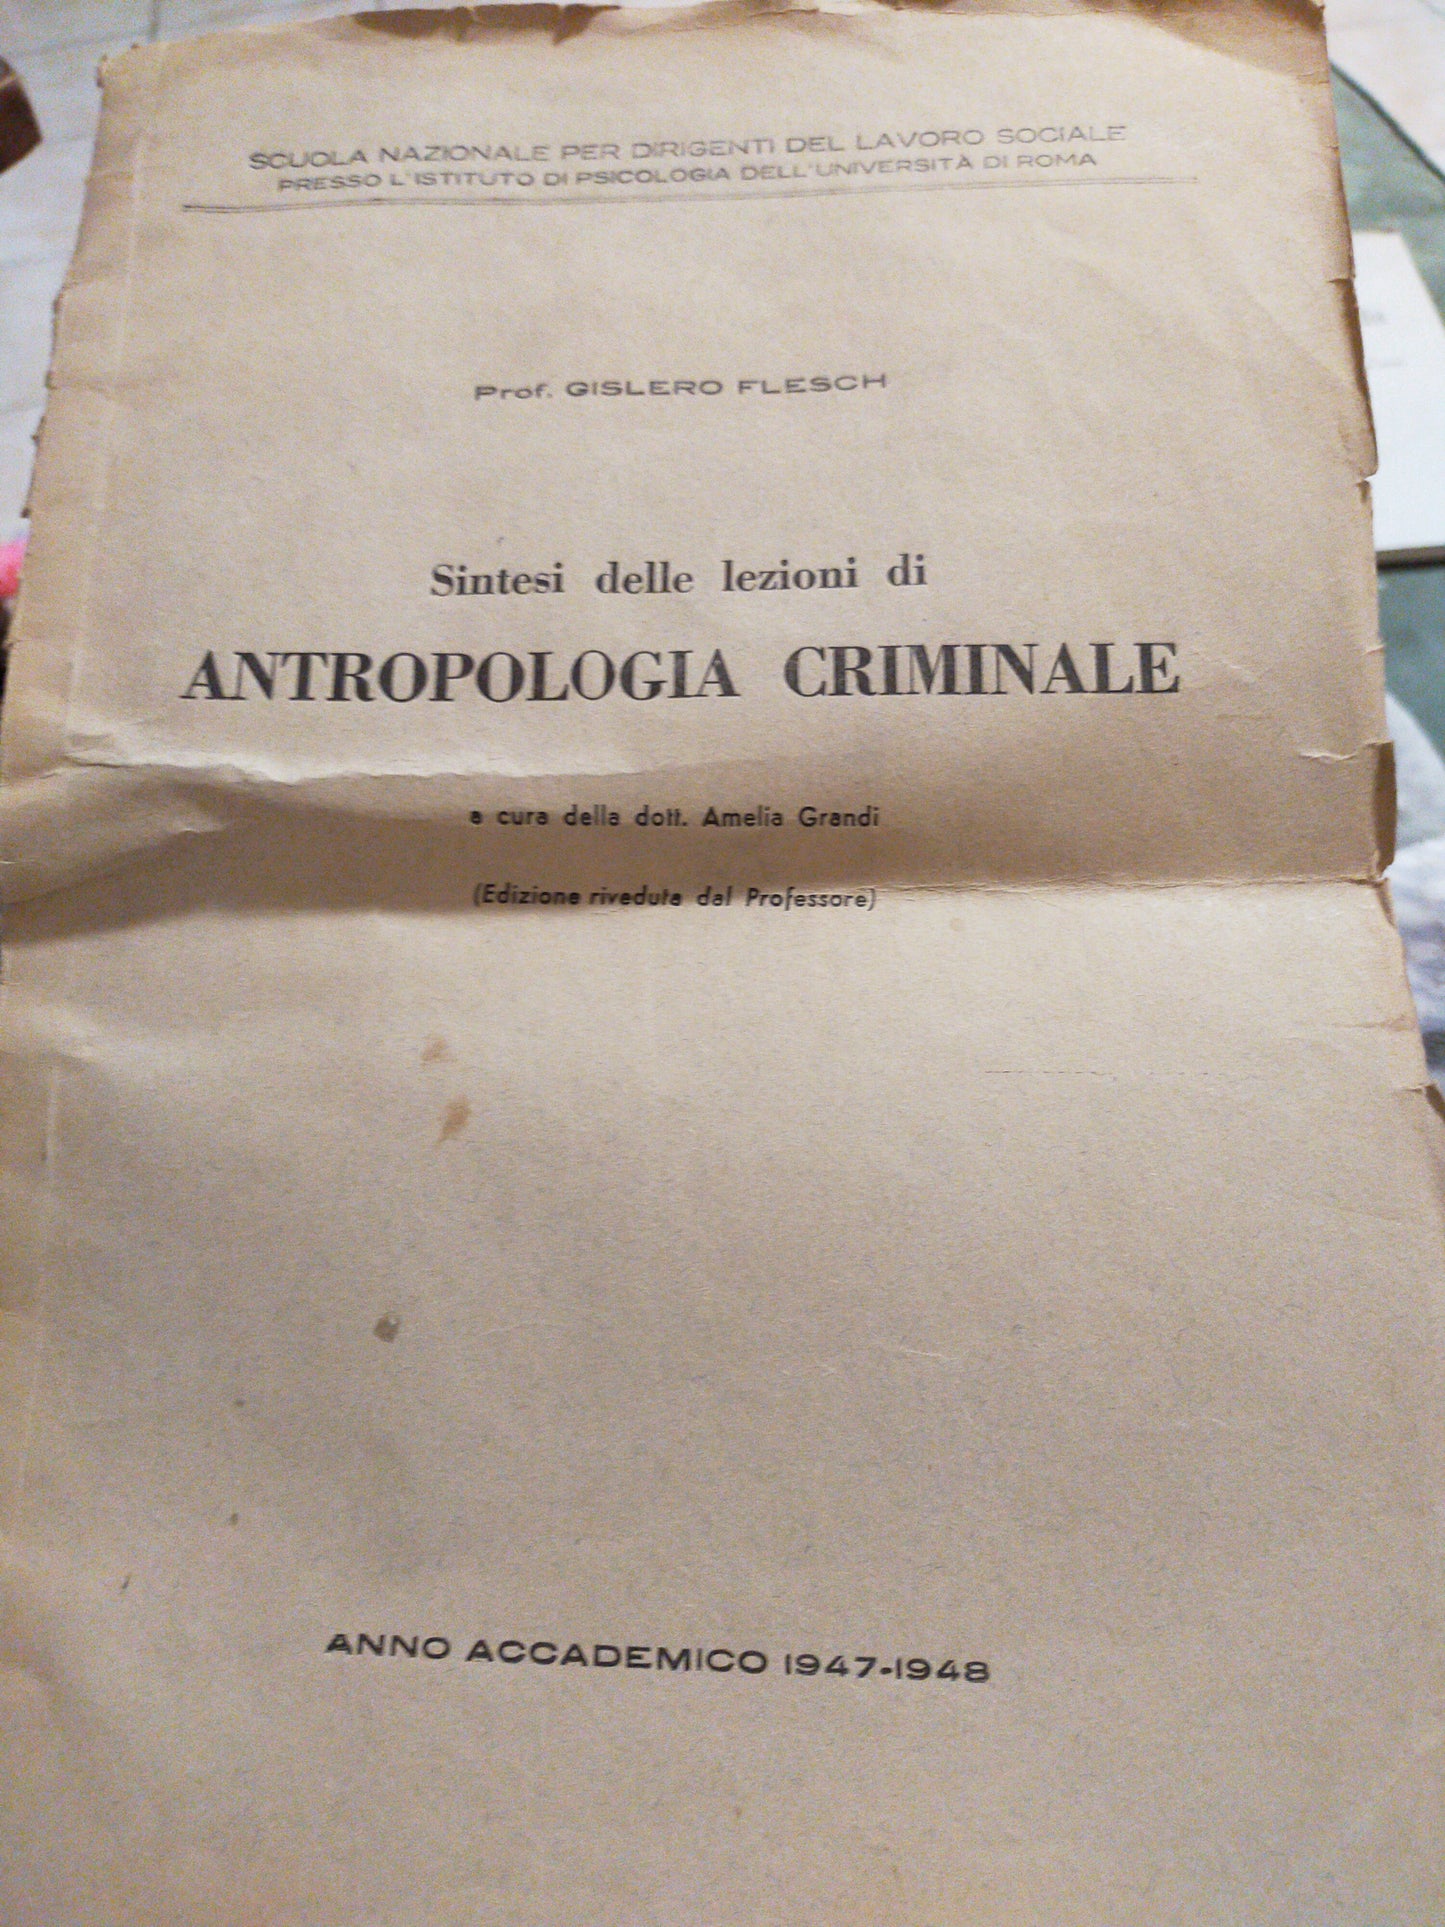 SCUOLA NAZIONALE PER DIRIGENTI DEL LAVORO SOCIALE
PRESSO L'ISTITUTO DI PSICOLOGIA DELL'UNIVERSITÀ DI ROMA
Prof. GISLERO FLESCH
Sintesi delle lezioni di
ANTROPOLOGIA CRIMINALE
a cura della dott. Amelia Grandi
(Edizione riveduta dal Professore)
ANNO ACCADEMICO 1947-1948